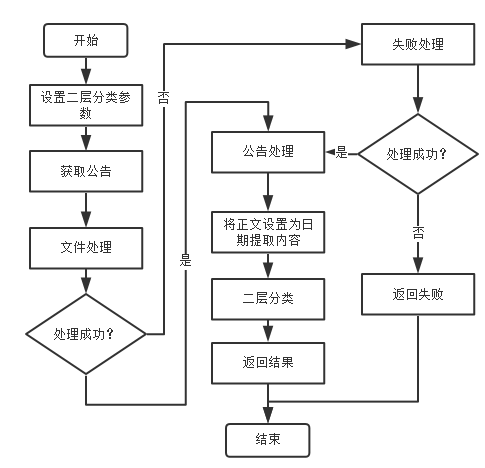 开始
设置二层分类参
数
获取公告
文件处理
处理成功？
否
是
失败处理
处理成功？
是
否
返回失败
公告处理
将正文设置为日
期提取内容
二层分类
返回结果
结束